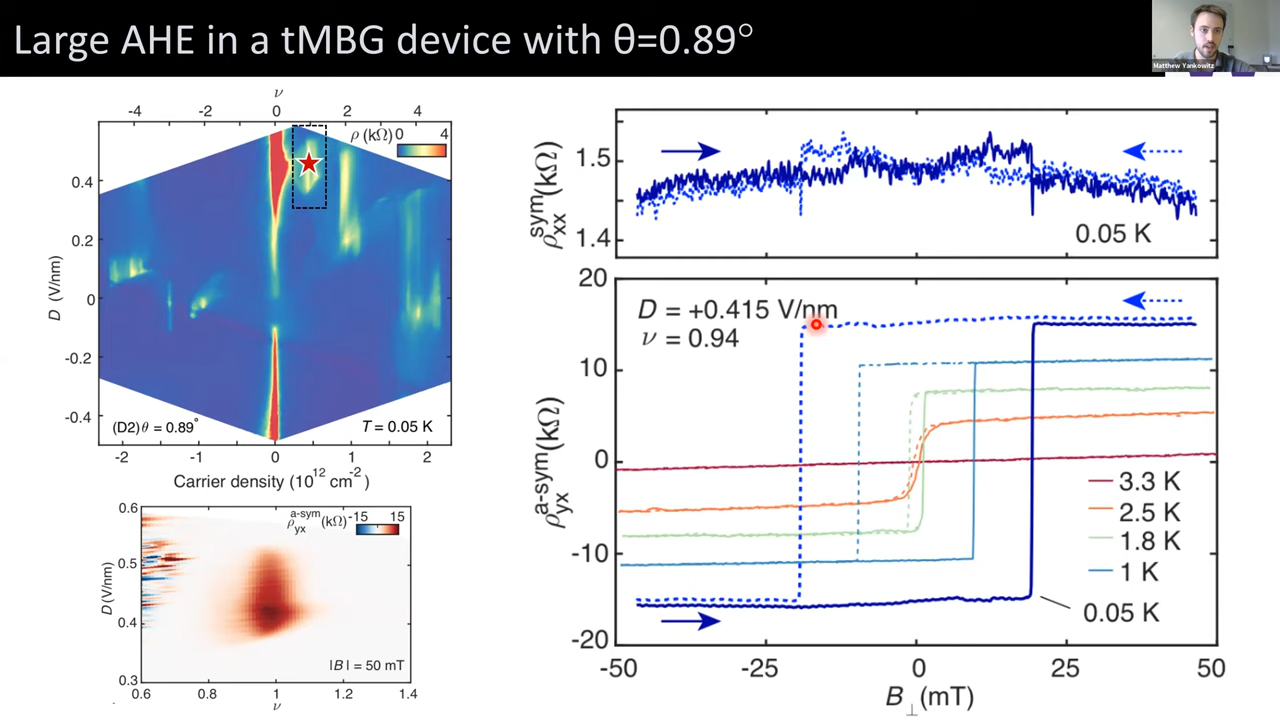 Large AHE in a tMBG device with θ=0.89°
Matthew Yankowitz
ν
-4 -2 0 2 4
ρ (kΩ) 0 4
D (V/nm)
0.4
0.2
0
-0.2
-0.4
(D2) θ = 0.89°
T = 0.05 K
-2 -1 0 1 2
Carrier density (10¹² cm⁻²)
ρyx^a-sym (kΩ) -15 15
D (V/nm)
0.6
0.5
0.4
0.3
|B| = 50 mT
0.6 0.8 1 1.2 1.4
ν
ρxx^sym (kΩ)
1.5
1.4
0.05 K
ρyx^a-sym (kΩ)
20
10
0
-10
-20
D = +0.415 V/nm
ν = 0.94
3.3 K
2.5 K
1.8 K
1 K
0.05 K
-50 -25 0 25 50
B⊥(mT)